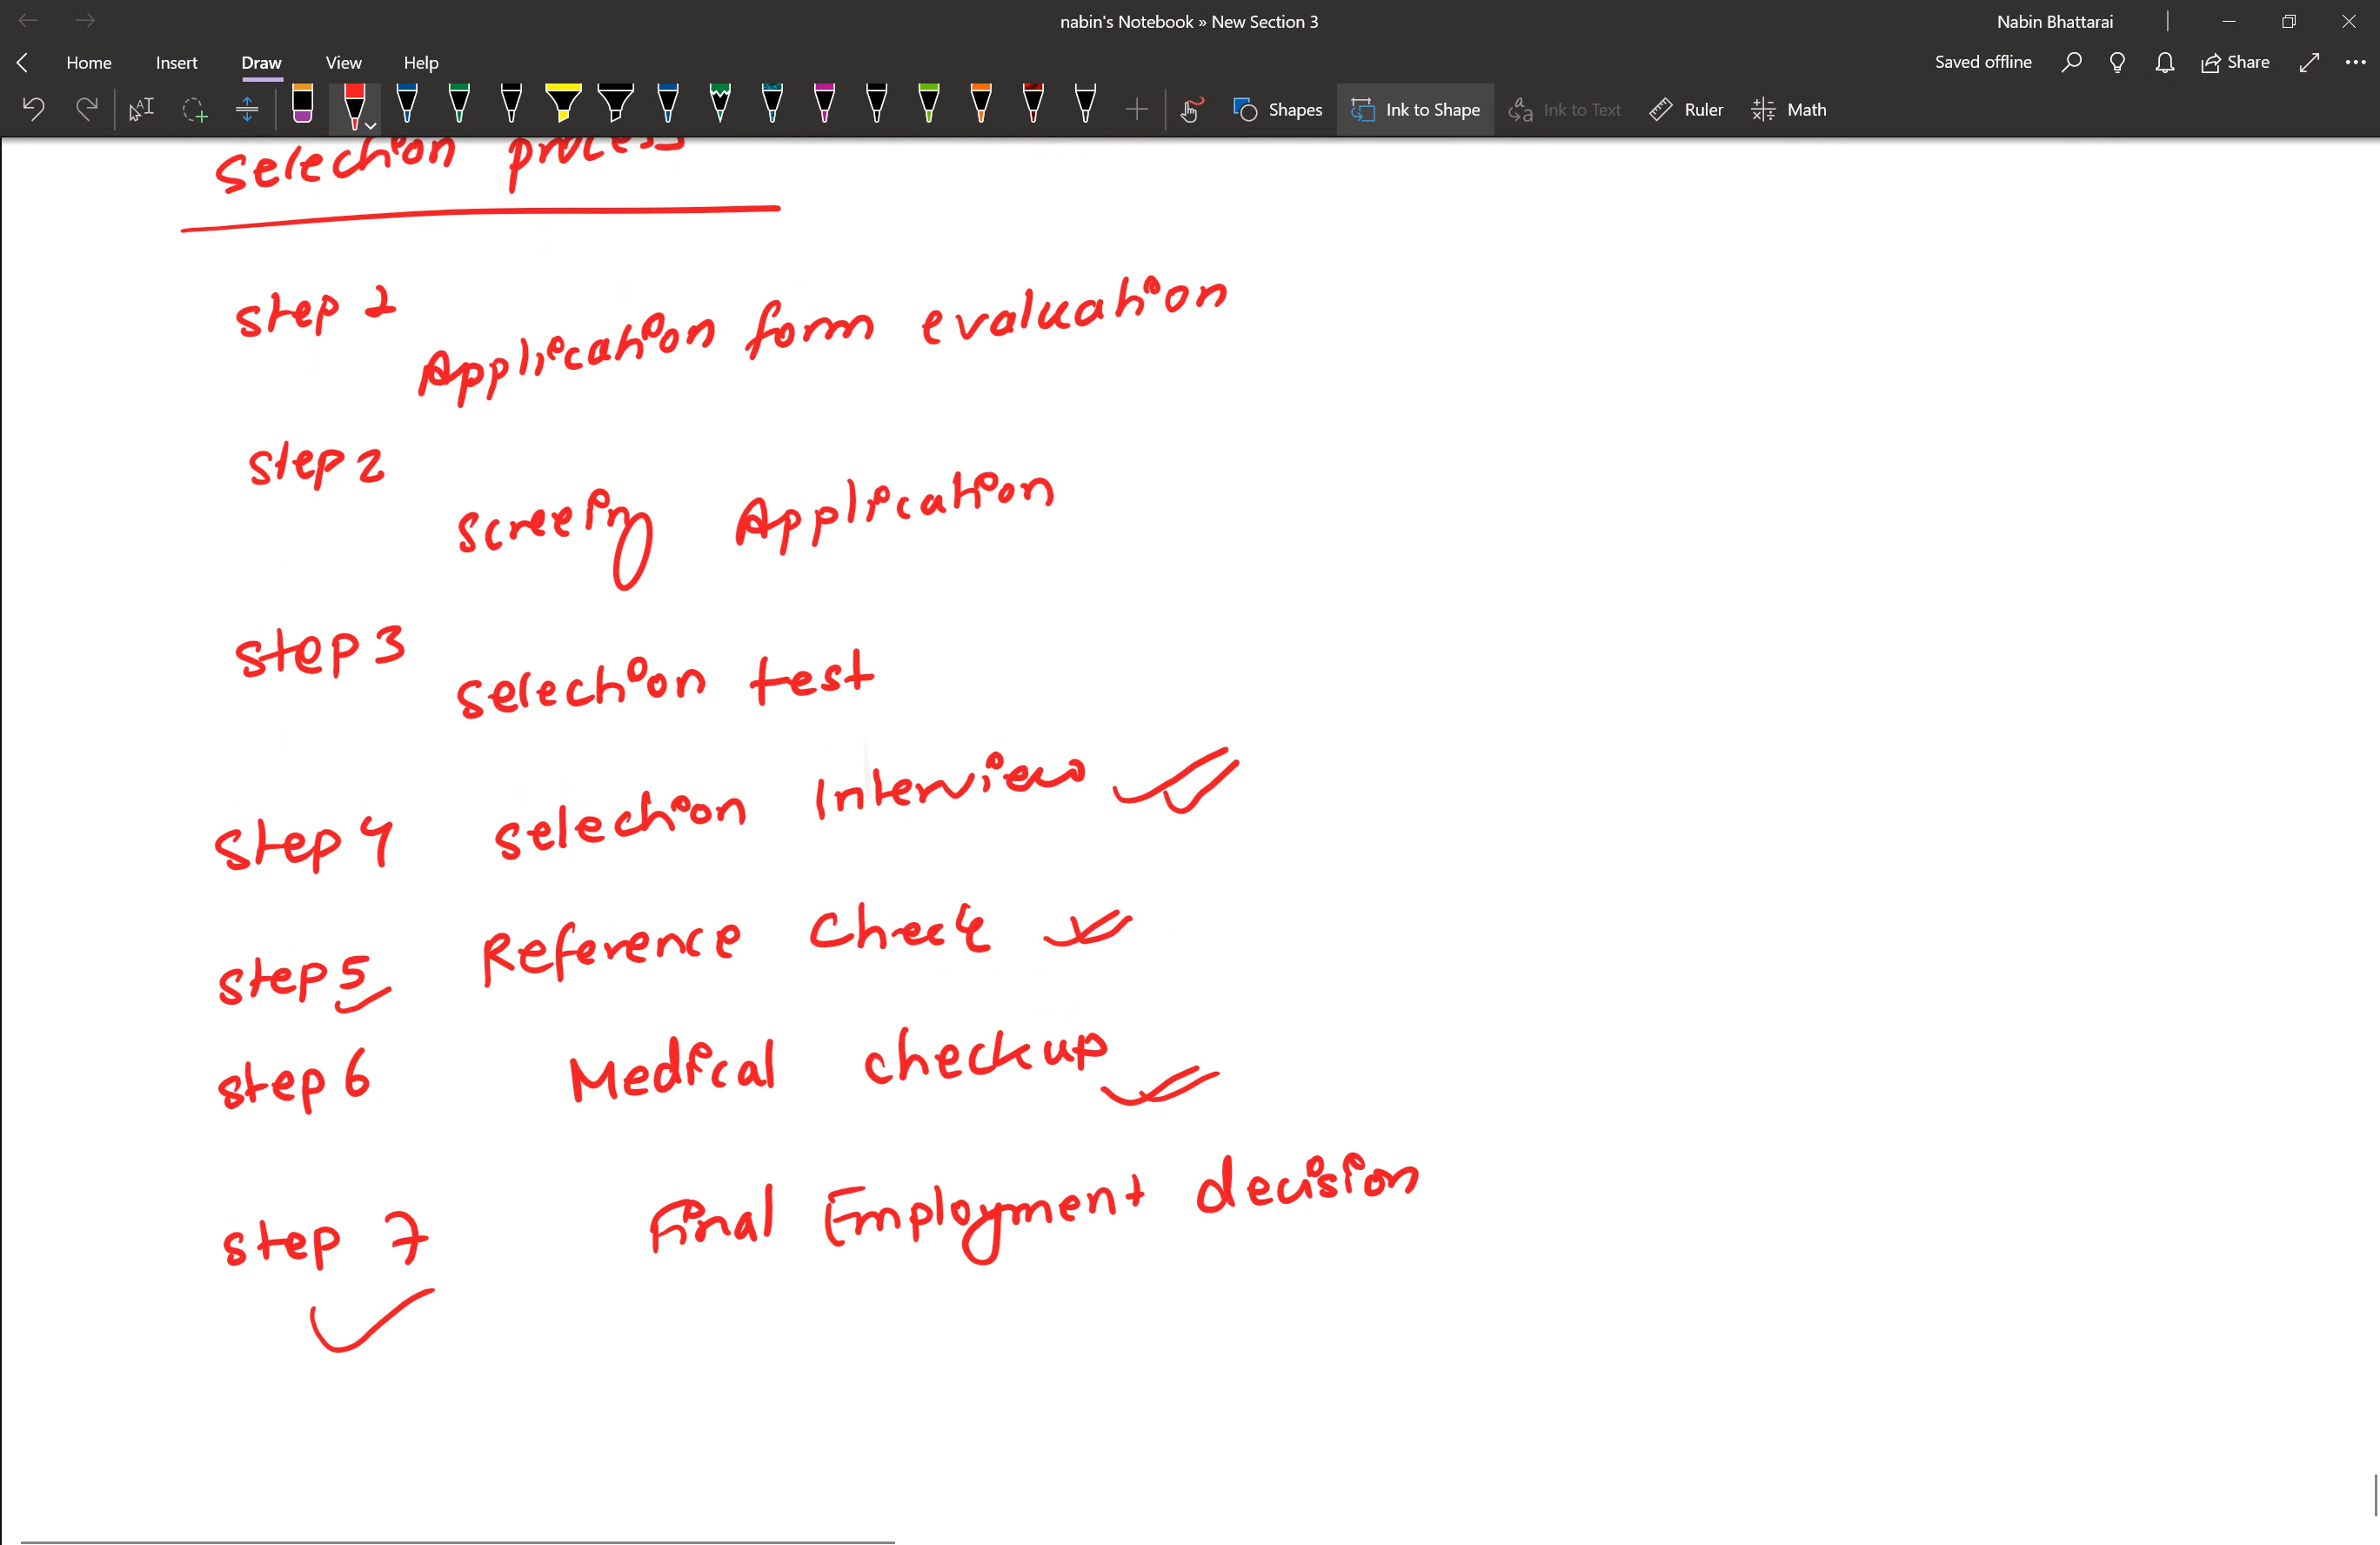 nabin's Notebook » New Section 3
Nabin Bhattarai
Home Insert Draw View Help
Saved offline Share
Shapes Ink to Shape Ink to Text Ruler Math
selection process
step 1
Application form evaluation
step 2
screeing Application
step 3
selection test
step 4 selection Interview
step 5 Reference Check
step 6 Medical checkup
step 7 Final Employment decision